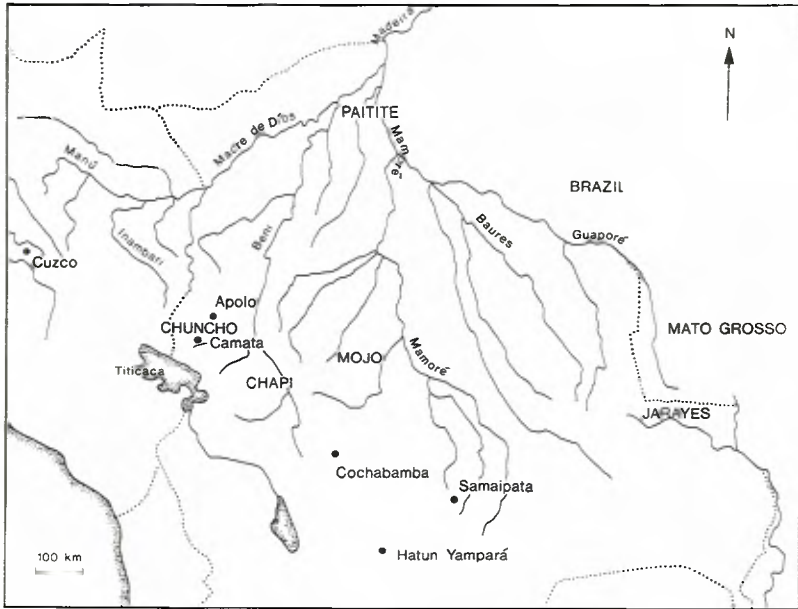 Madeira
N
PAITITE
Madre de Dios
Mamoré
Manú
BRAZIL
Baures
Guaporé
Inambari
Beni
Cuzco
Apolo
CHUNCHO
Camata
MATO GROSSO
Titicaca
MOJO
Mamoré
CHAPI
JARAYES
Cochabamba
Samaipata
100 km
Hatun Yampará